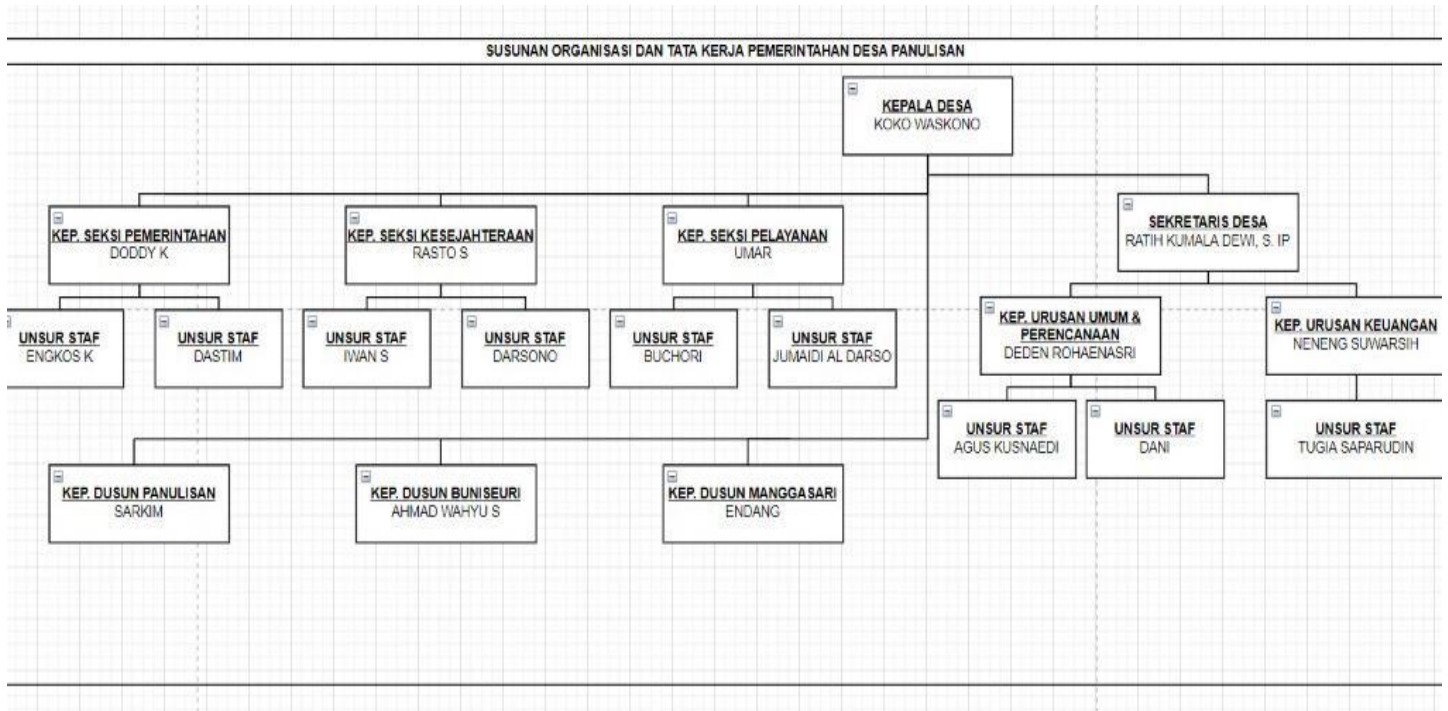 SUSUNAN ORGANISASI DAN TATA KERJA PEMERINTAHAN DESA PANULISAN
KEPALA DESA
KOKO WASKONO
KEP. SEKSI PEMERINTAHAN
DODDY K
KEP. SEKSI KESEJAHTERAAN
RASTO S
KEP. SEKSI PELAYANAN
UMAR
SEKRETARIS DESA
RATIH KUMALA DEWI, S. IP
UNSUR STAF
ENGKOS K
UNSUR STAF
DASTIM
UNSUR STAF
IWAN S
UNSUR STAF
DARSONO
UNSUR STAF
BUCHORI
UNSUR STAF
JUMAIDI AL DARSO
KEP. URUSAN UMUM &
PERENCANAAN
DEDEN ROHAENASRI
KEP. URUSAN KEUANGAN
NENENG SUWARSIH
UNSUR STAF
AGUS KUSNAEDI
UNSUR STAF
DANI
UNSUR STAF
TUGIA SAPARUDIN
KEP. DUSUN PANULISAN
SARKIM
KEP. DUSUN BUNISEURI
AHMAD WAHYU S
KEP. DUSUN MANGGASARI
ENDANG